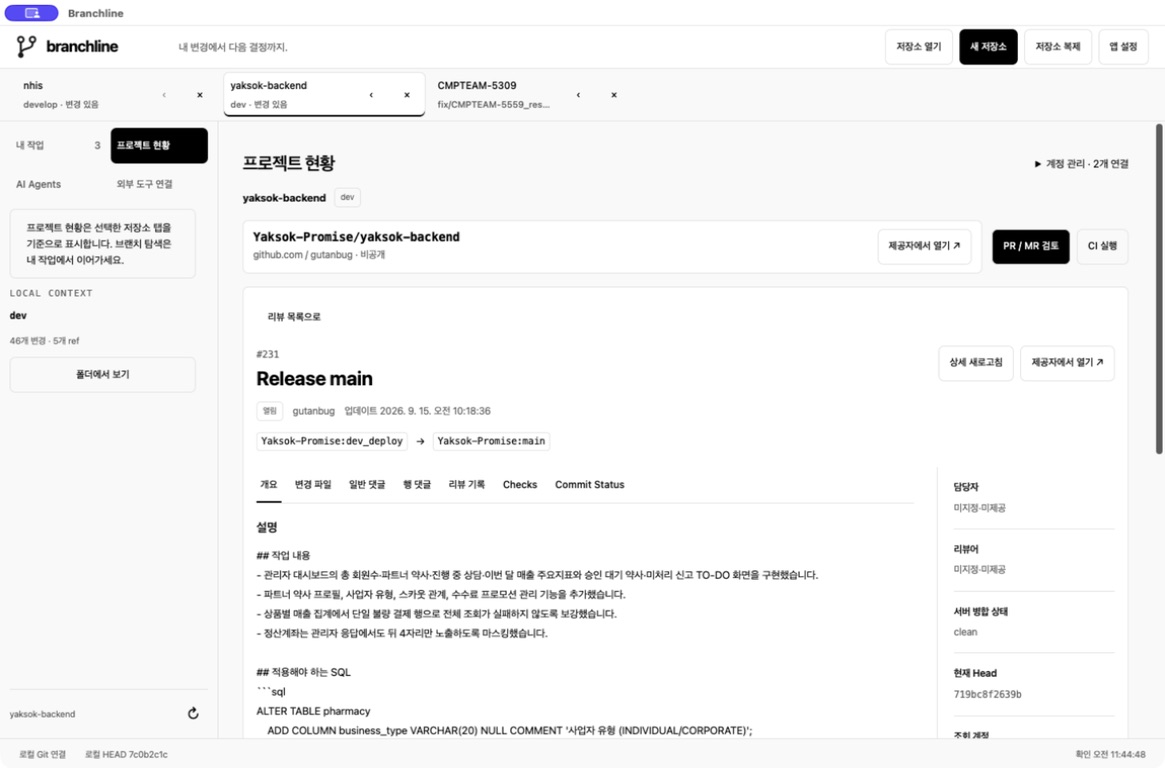 Branchline
branchline
내 변경에서 다음 결정까지.
저장소 열기
새 저장소
저장소 복제
앱 설정
nhis
develop · 변경 있음
‹
×
yaksok-backend
dev · 변경 있음
‹
×
CMPTEAM-5309
fix/CMPTEAM-5559_res...
‹
×
내 작업 3
프로젝트 현황
AI Agents
외부 도구 연결
프로젝트 현황은 선택한 저장소 탭을
기준으로 표시합니다. 브랜치 탐색은
내 작업에서 이어가세요.
LOCAL CONTEXT
dev
46개 변경 · 5개 ref
폴더에서 보기
yaksok-backend
프로젝트 현황
▶ 계정 관리 · 2개 연결
yaksok-backend dev
Yaksok-Promise/yaksok-backend
github.com / gutanbug · 비공개
제공자에서 열기 ↗
PR / MR 검토
CI 실행
리뷰 목록으로
#231
Release main
상세 새로고침
제공자에서 열기 ↗
열림 gutanbug 업데이트 2026. 9. 15. 오전 10:18:36
Yaksok-Promise:dev_deploy → Yaksok-Promise:main
개요 변경 파일 일반 댓글 행 댓글 리뷰 기록 Checks Commit Status
설명
## 작업 내용
- 관리자 대시보드의 총 회원수·파트너 약사·진행 중 상담·이번 달 매출 주요지표와 승인 대기 약사·미처리 신고 TO-DO 화면을 구현했습니다.
- 파트너 약사 프로필, 사업자 유형, 스카웃 관계, 수수료 프로모션 관리 기능을 추가했습니다.
- 상품별 매출 집계에서 단일 불량 결제 행으로 전체 조회가 실패하지 않도록 보강했습니다.
- 정산계좌는 관리자 응답에서도 뒤 4자리만 노출하도록 마스킹했습니다.
## 적용해야 하는 SQL
```sql
ALTER TABLE pharmacy
ADD COLUMN business_type VARCHAR(20) NULL COMMENT '사업자 유형 (INDIVIDUAL/CORPORATE)';
담당자
미지정·미제공
리뷰어
미지정·미제공
서버 병합 상태
clean
현재 Head
719bc8f2639b
조회 계정
로컬 Git 연결
로컬 HEAD 7c0b2c1c
확인 오전 11:44:48